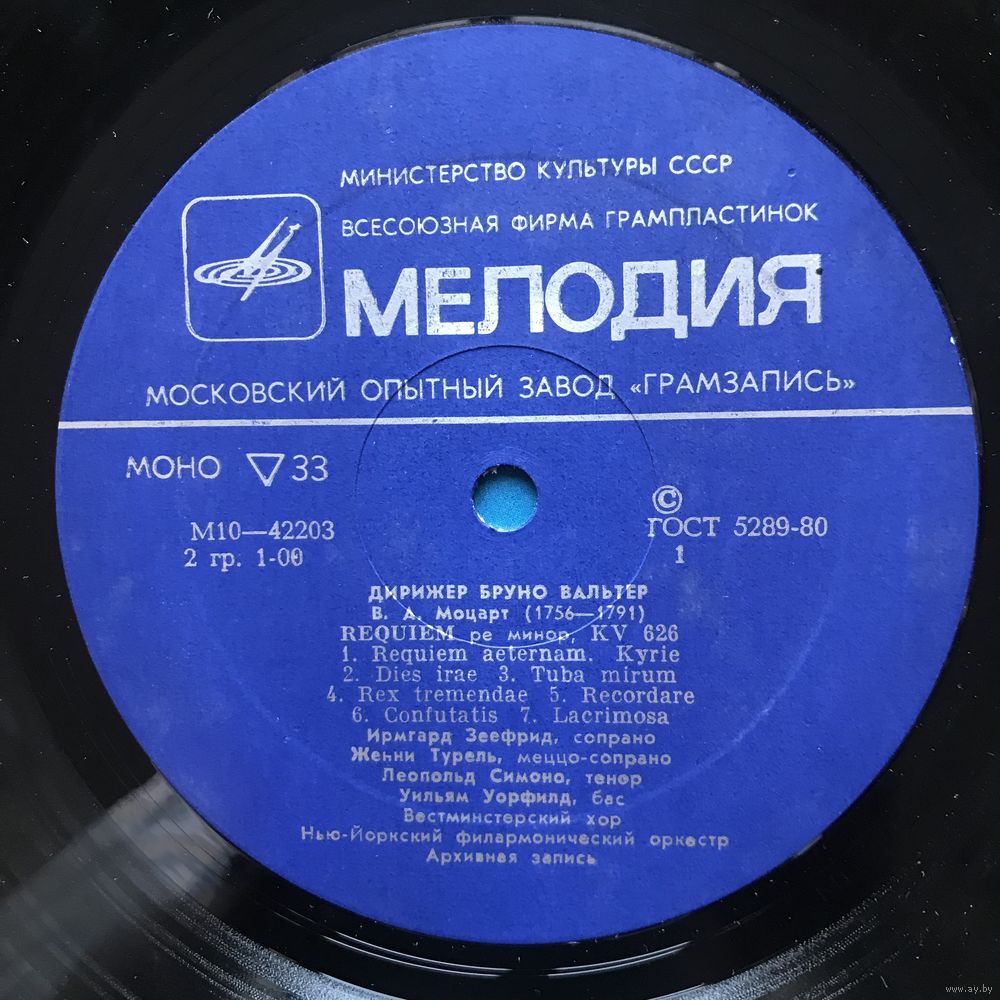 МИНИСТЕРСТВО КУЛЬТУРЫ СССР
ВСЕСОЮЗНАЯ ФИРМА ГРАМПЛАСТИНОК
МЕЛОДИЯ
МОСКОВСКИЙ ОПЫТНЫЙ ЗАВОД «ГРАМЗАПИСЬ»
МОНО ▽ 33
©
М10—42203
ГОСТ 5289-80
2 гр. 1-00
1
ДИРИЖЕР БРУНО ВАЛЬТЕР
В. А. Моцарт (1756—1791)
REQUIEM ре минор, KV 626
1. Requiem aeternam. Kyrie
2. Dies irae 3. Tuba mirum
4. Rex tremendae 5. Recordare
6. Confutatis 7. Lacrimosa
Ирмгард Зеефрид, сопрано
Женни Турель, меццо-сопрано
Леопольд Симоно, тенор
Уильям Уорфилд, бас
Вестминстерский хор
Нью-Йоркский филармонический оркестр
Архивная запись
www.ay.by